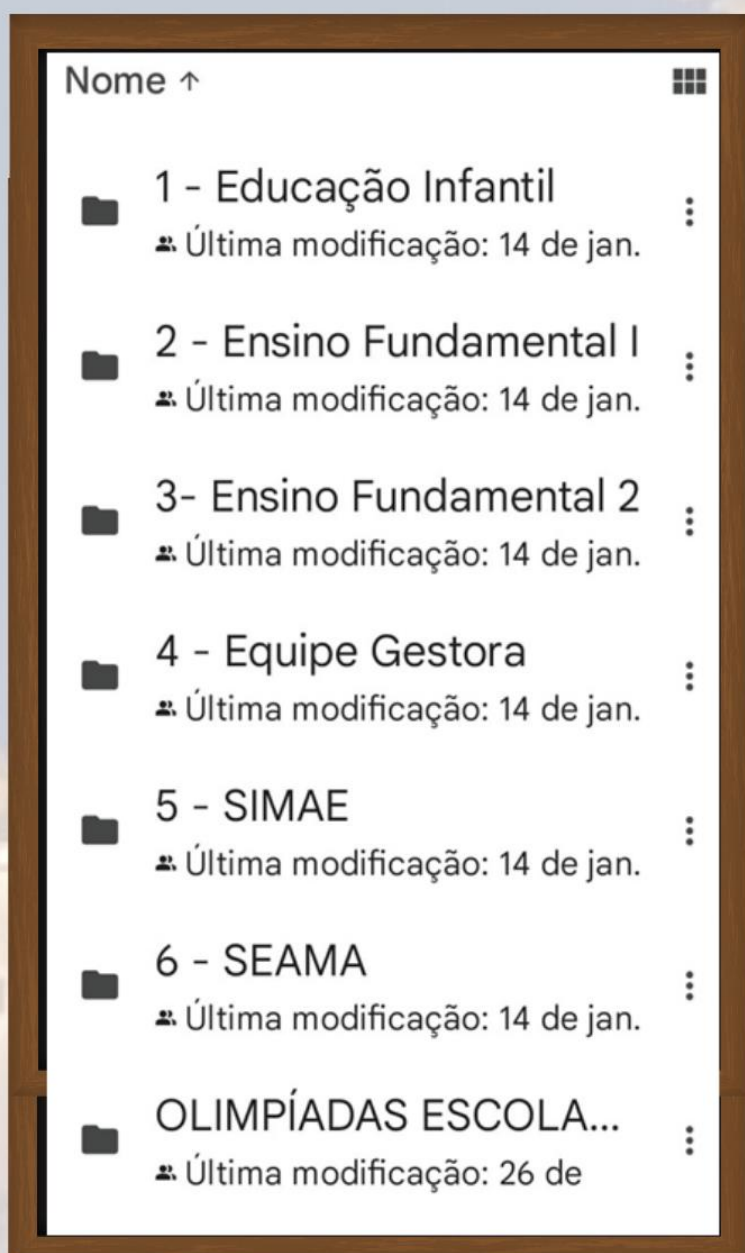 Nome ↑
1 - Educação Infantil
Última modificação: 14 de jan.
2 - Ensino Fundamental I
Última modificação: 14 de jan.
3- Ensino Fundamental 2
Última modificação: 14 de jan.
4 - Equipe Gestora
Última modificação: 14 de jan.
5 - SIMAE
Última modificação: 14 de jan.
6 - SEAMA
Última modificação: 14 de jan.
OLIMPÍADAS ESCOLA...
Última modificação: 26 de